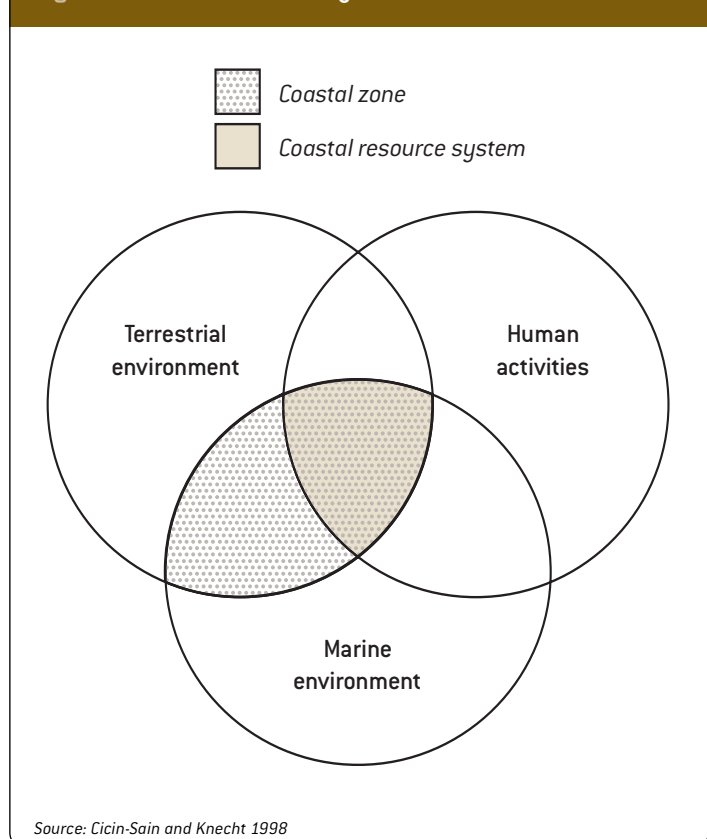 Coastal zone
Coastal resource system
Terrestrial
environment
Human
activities
Marine
environment
Source: Cicin-Sain and Knecht 1998